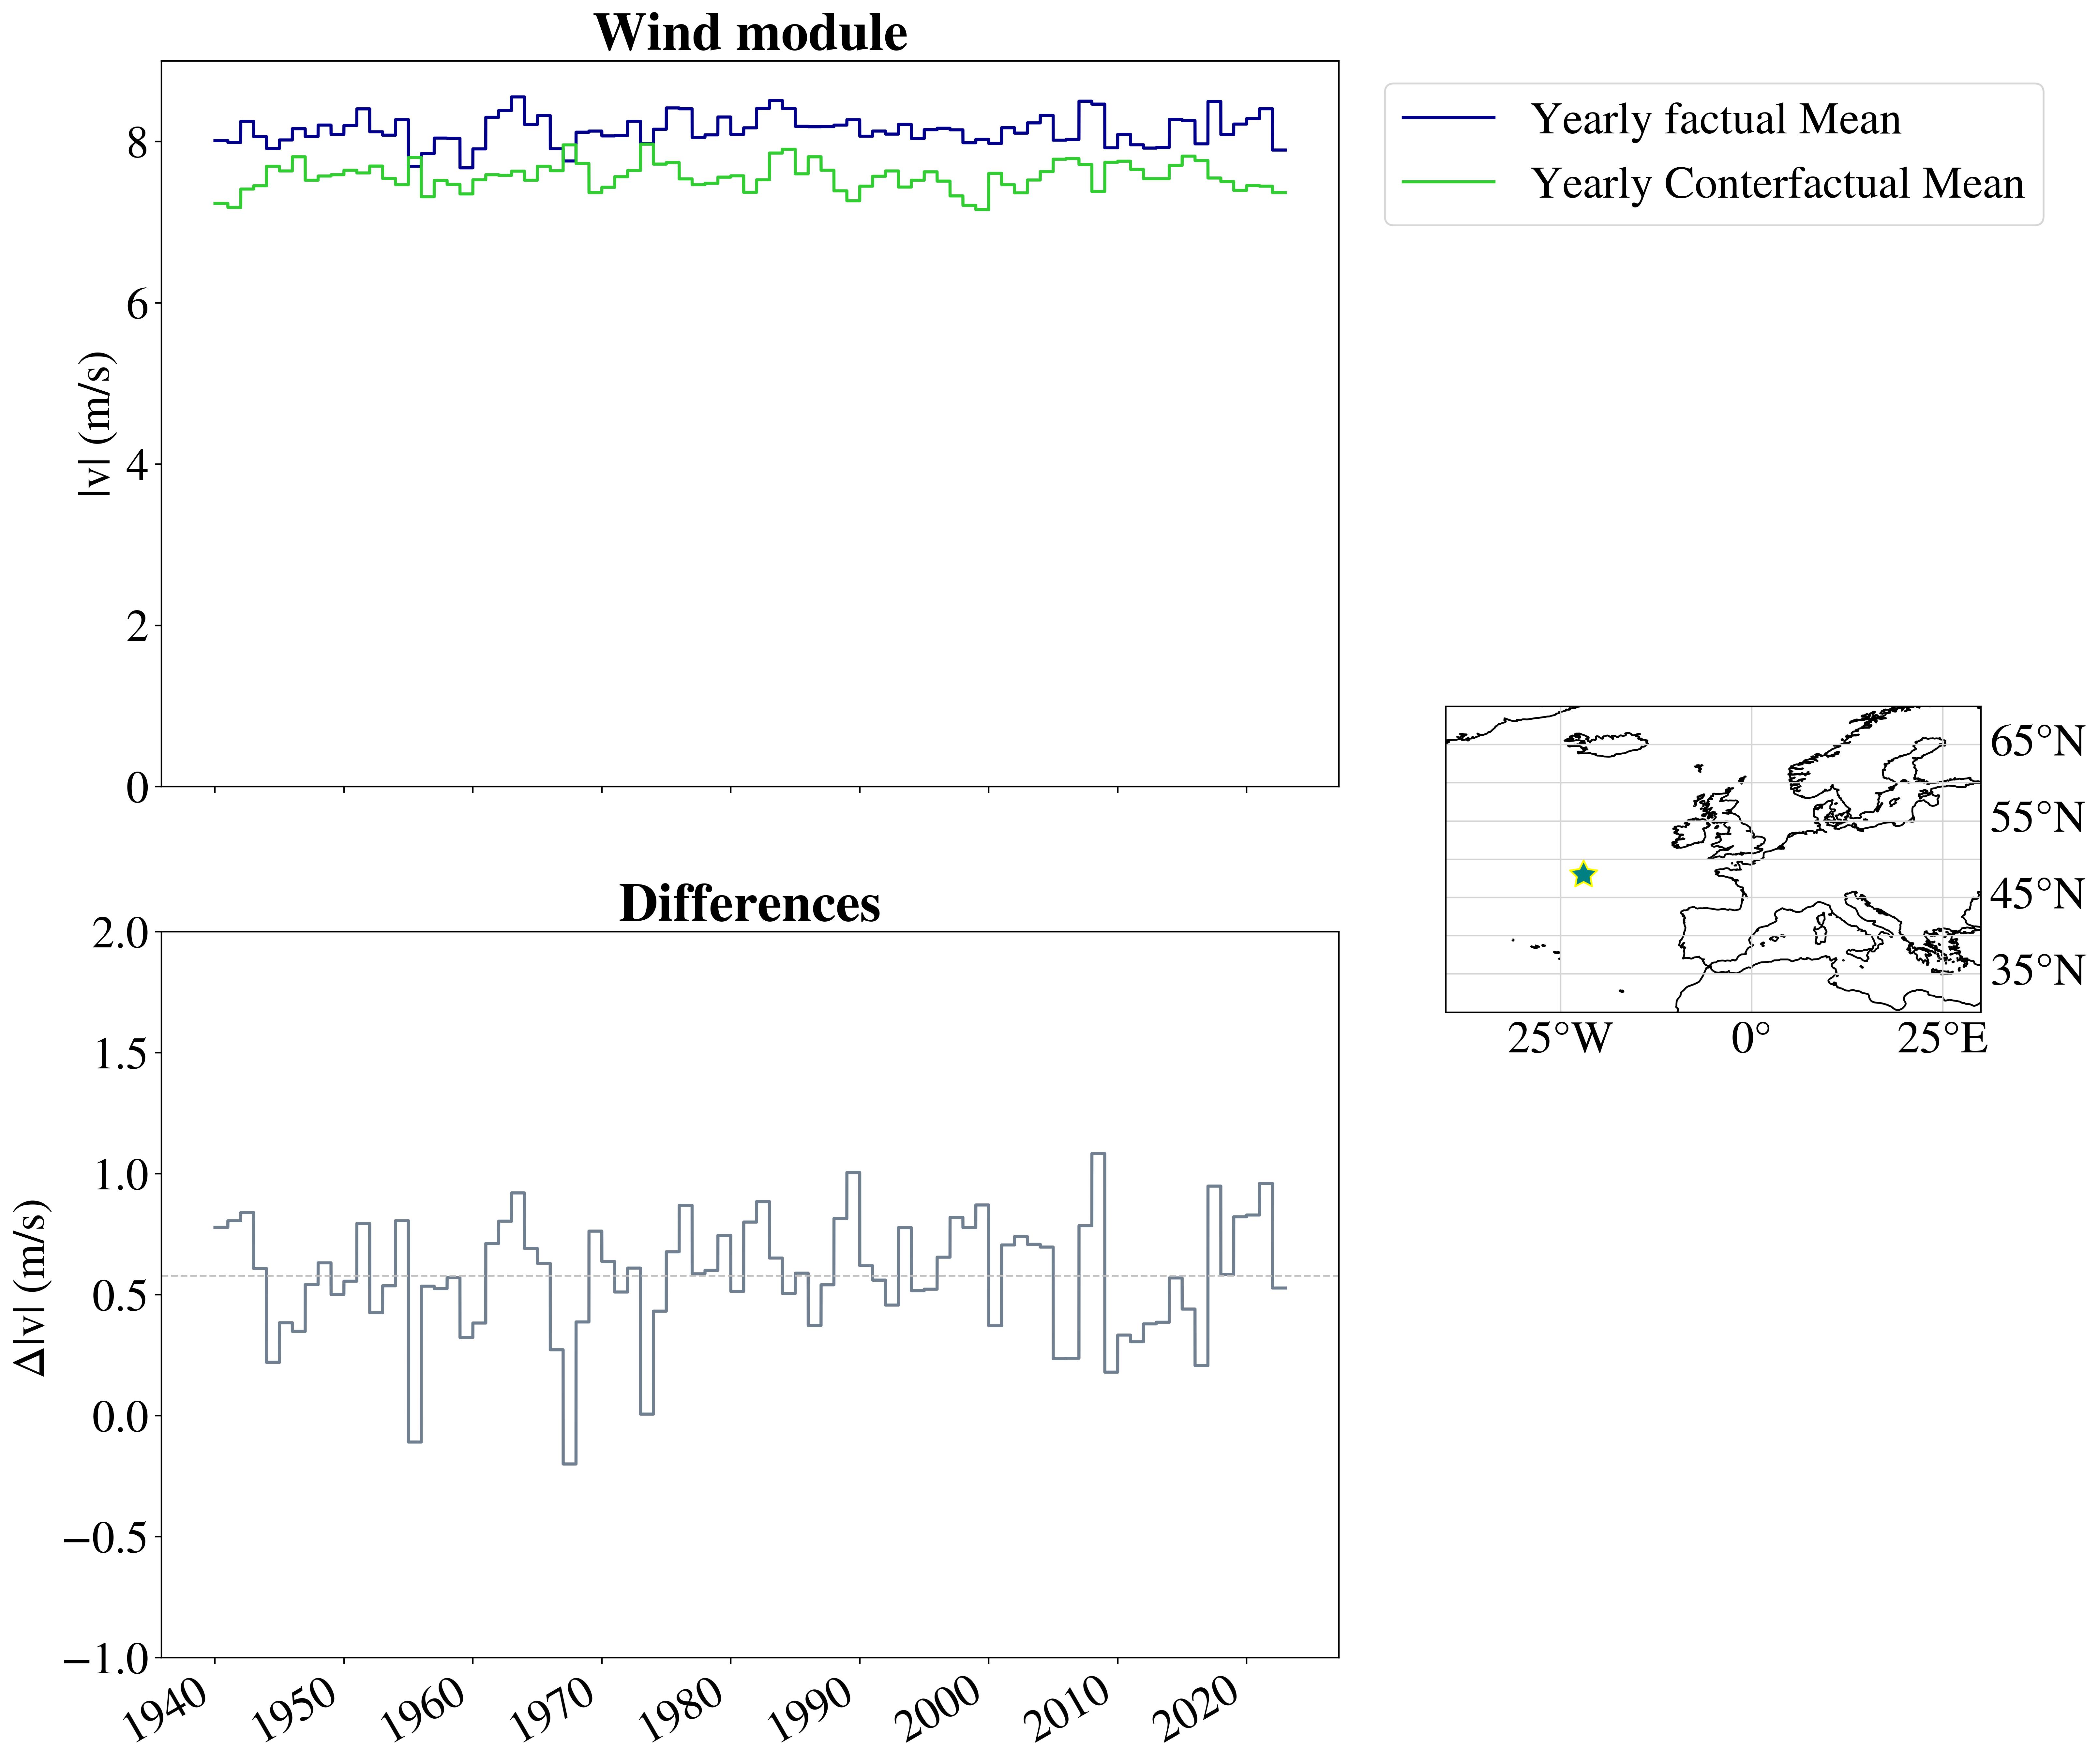 Wind module
8
6
4
2
0
|v| (m/s)
Yearly factual Mean
Yearly Conterfactual Mean
65°N
55°N
45°N
35°N
25°W 0° 25°E
Differences
2.0
1.5
1.0
0.5
0.0
−0.5
−1.0
Δ|v| (m/s)
1940 1950 1960 1970 1980 1990 2000 2010 2020